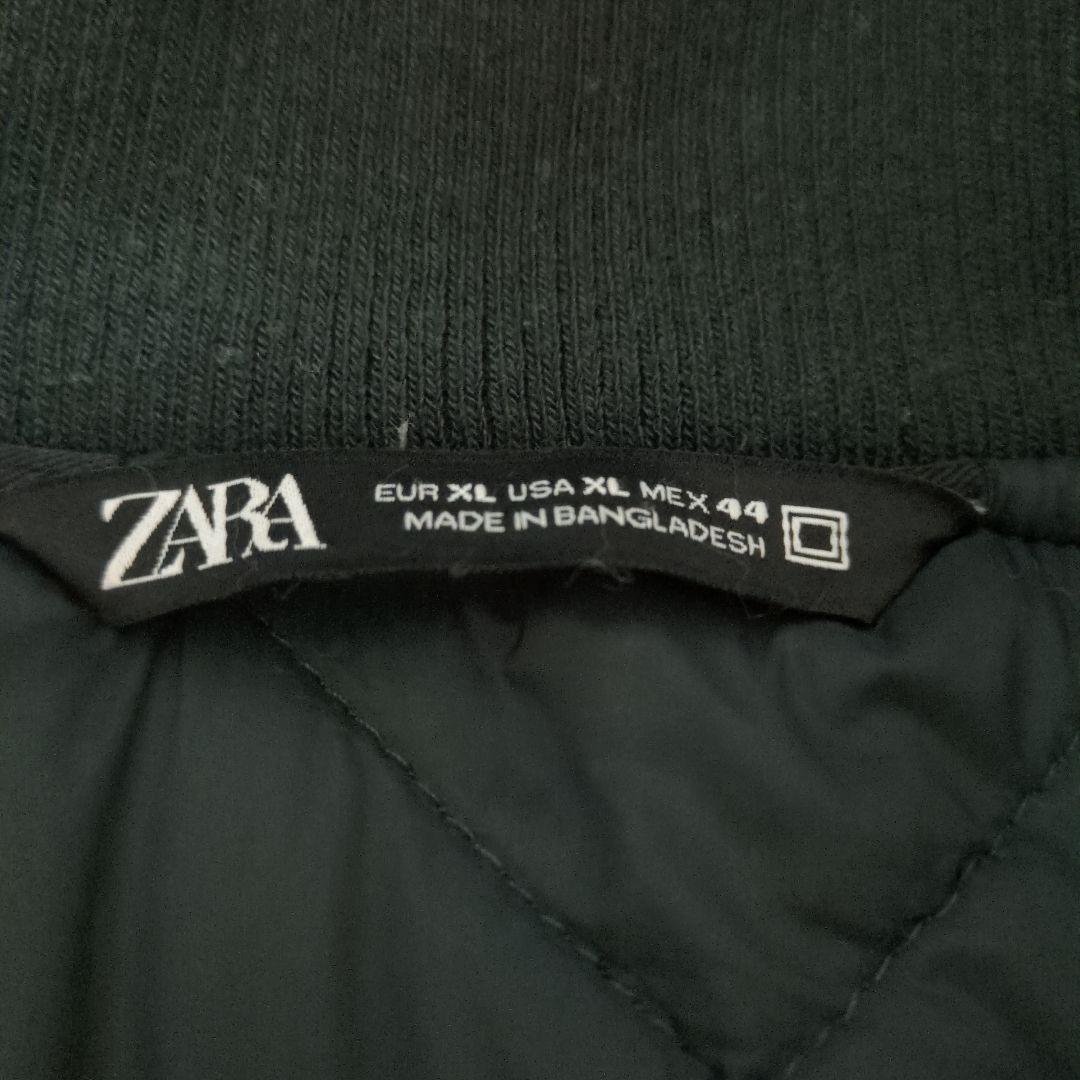 ZARA
EUR XL USA XL MEX 44
MADE IN BANGLADESH